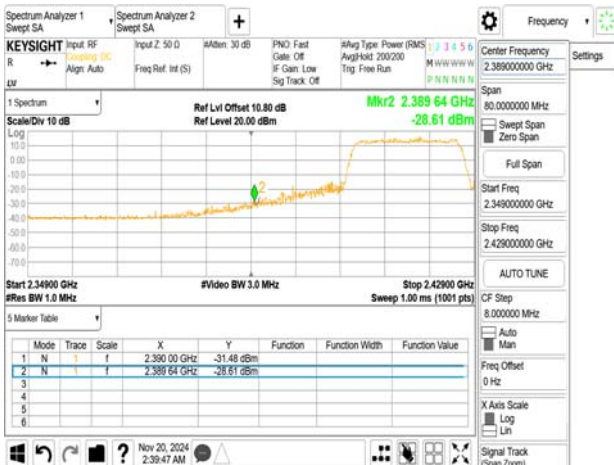 Spectrum Analyzer 1
Swept SA
Spectrum Analyzer 2
Swept SA
+
Frequency
KEYSIGHT
R
Input: RF
Coupling: DC
Align: Auto
Input Z: 50 Ω
Freq Ref: Int (S)
#Atten: 30 dB
PNO: Fast
Gate: Off
IF Gain: Low
Sig Track: Off
#Avg Type: Power (RMS
Avg|Hold: 200/200
Trig: Free Run
1 2 3 4 5 6
M W W W W W
P N N N N N
1 Spectrum
Scale/Div 10 dB
Ref Lvl Offset 10.80 dB
Ref Level 20.00 dBm
Mkr2 2.389 64 GHz
-28.61 dBm
Log
10.0
0.00
-10.0
-20.0
-30.0
-40.0
-50.0
-60.0
-70.0
2
Start 2.34900 GHz
#Res BW 1.0 MHz
#Video BW 3.0 MHz
Stop 2.42900 GHz
Sweep 1.00 ms (1001 pts)
5 Marker Table
Mode Trace Scale X Y Function Function Width Function Value
1 N 1 f 2.390 00 GHz -31.48 dBm
2 N 1 f 2.389 64 GHz -28.61 dBm
3
4
5
6
Nov 20, 2024
2:39:47 AM
Center Frequency
2.389000000 GHz
Settings
Span
80.0000000 MHz
Swept Span
Zero Span
Full Span
Start Freq
2.349000000 GHz
Stop Freq
2.429000000 GHz
AUTO TUNE
CF Step
8.000000 MHz
Auto
Man
Freq Offset
0 Hz
X Axis Scale
Log
Lin
Signal Track
(Span Zoom)